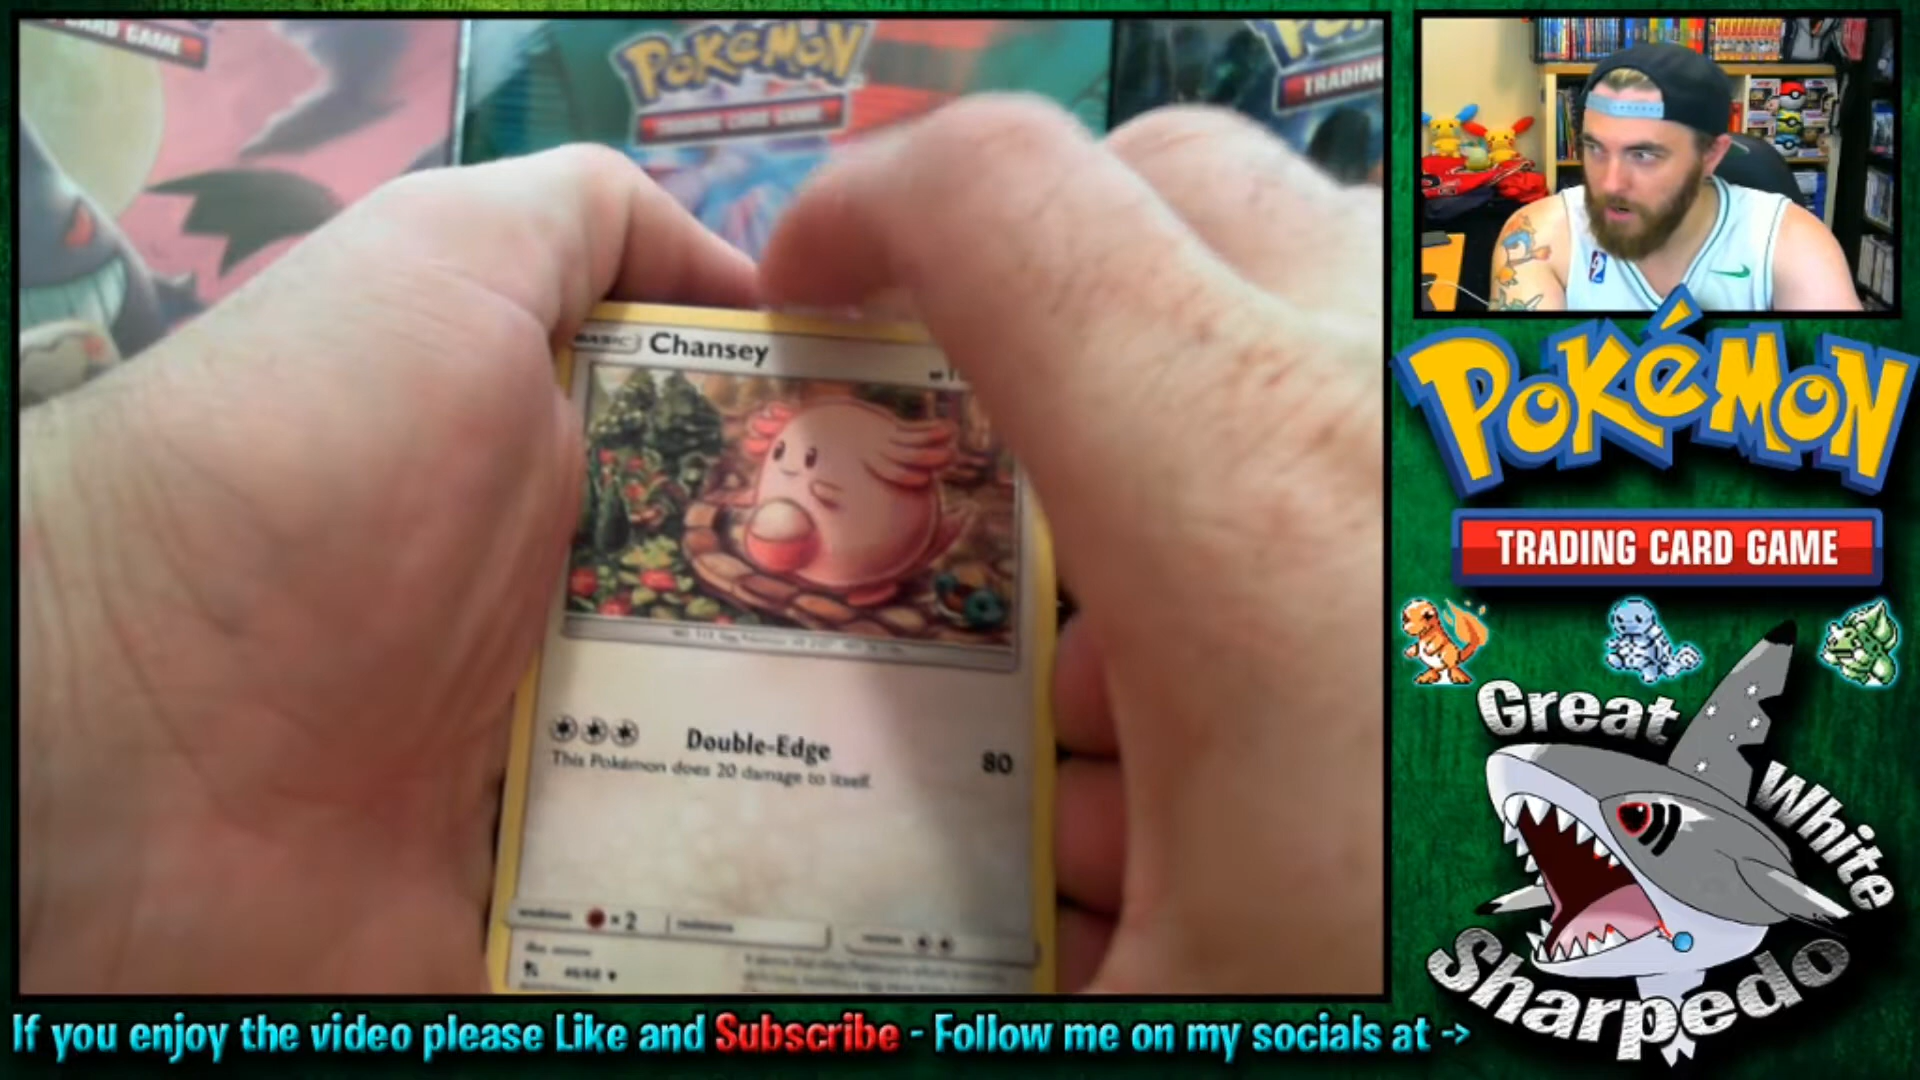 CARD GAME
POKéMON
TRADING CARD GAME
TRADING
BASIC Chansey
Double-Edge 80
This Pokémon does 20 damage to itself.
weakness ×2 resistance
POKéMON
TRADING CARD GAME
Great
White
Sharpedo
If you enjoy the video please Like and Subscribe - Follow me on my socials at ->